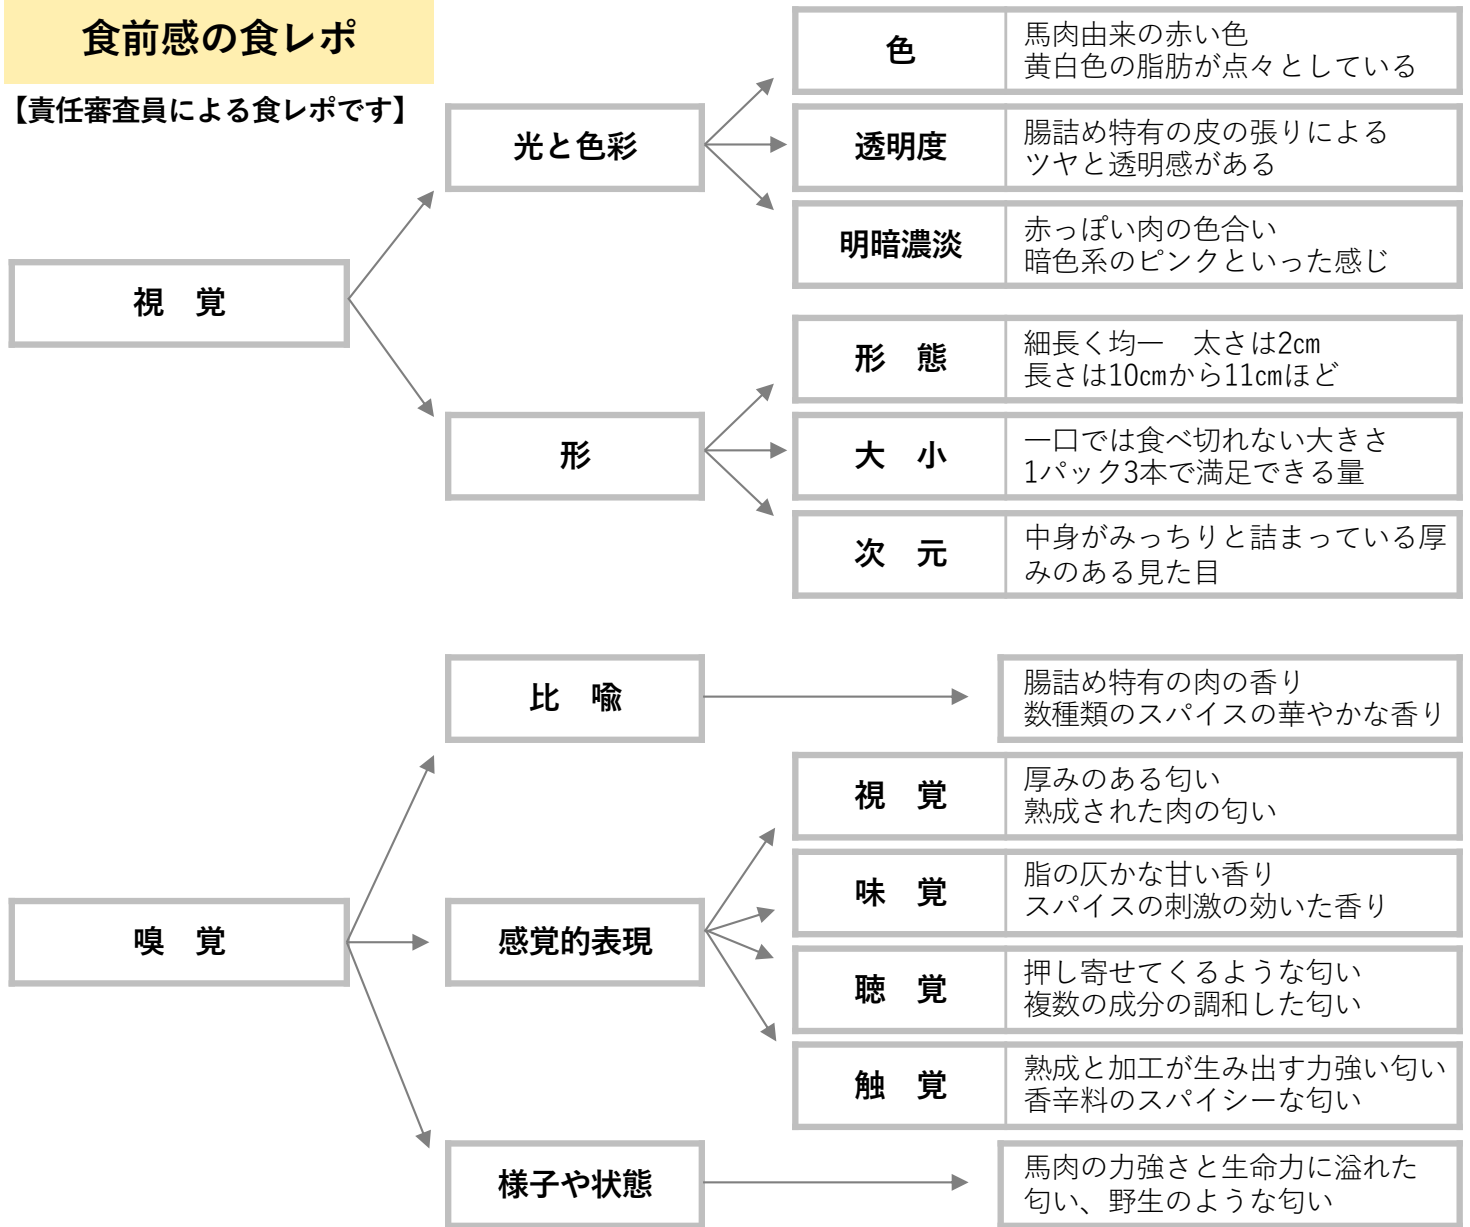 食前感の食レポ
【責任審査員による食レポです】
視　覚
光と色彩
色
馬肉由来の赤い色
黄白色の脂肪が点々としている
透明度
腸詰め特有の皮の張りによる
ツヤと透明感がある
明暗濃淡
赤っぽい肉の色合い
暗色系のピンクといった感じ
形
形　態
細長く均一　太さは2㎝
長さは10㎝から11㎝ほど
大　小
一口では食べ切れない大きさ
1パック3本で満足できる量
次　元
中身がみっちりと詰まっている厚
みのある見た目
嗅　覚
比　喩
腸詰め特有の肉の香り
数種類のスパイスの華やかな香り
感覚的表現
視　覚
厚みのある匂い
熟成された肉の匂い
味　覚
脂の仄かな甘い香り
スパイスの刺激の効いた香り
聴　覚
押し寄せてくるような匂い
複数の成分の調和した匂い
触　覚
熟成と加工が生み出す力強い匂い
香辛料のスパイシーな匂い
様子や状態
馬肉の力強さと生命力に溢れた
匂い、野生のような匂い